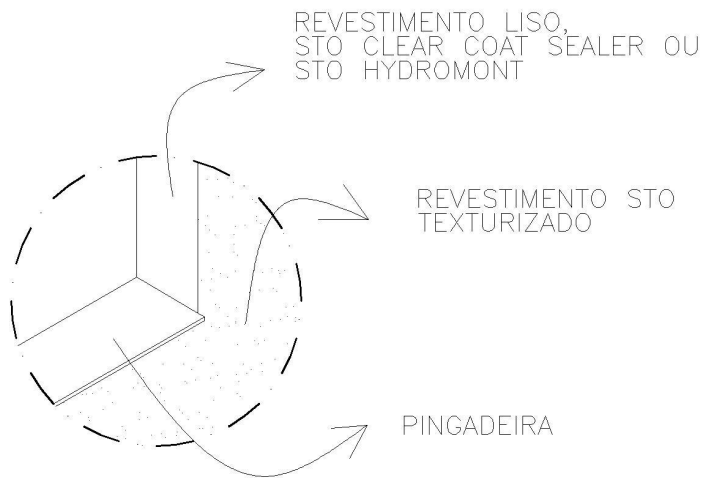 REVESTIMENTO LISO,
STO CLEAR COAT SEALER OU
STO HYDROMONT
REVESTIMENTO STO
TEXTURIZADO
PINGADEIRA